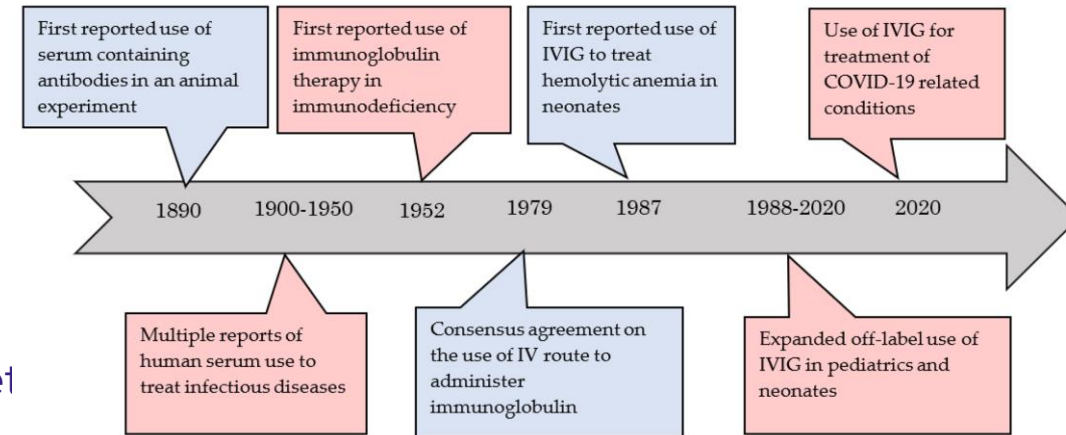 First reported use of
serum containing
antibodies in an animal
experiment
First reported use of
immunoglobulin
therapy in
immunodeficiency
First reported use of
IVIG to treat
hemolytic anemia in
neonates
Use of IVIG for
treatment of
COVID-19 related
conditions
1890
1900-1950
1952
1979
1987
1988-2020
2020
Multiple reports of
human serum use to
treat infectious diseases
Consensus agreement on
the use of IV route to
administer
immunoglobulin
Expanded off-label use of
IVIG in pediatrics and
neonates